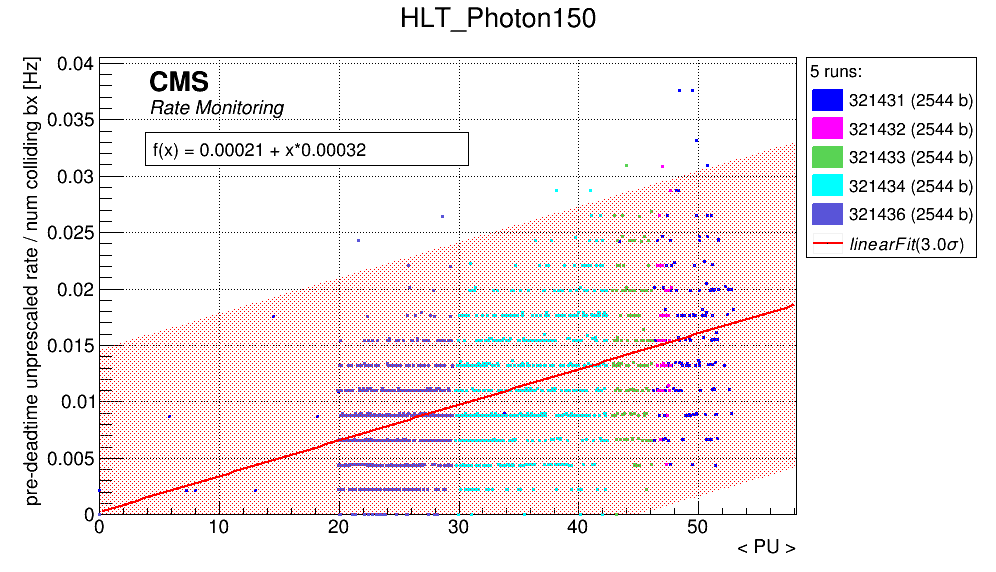 HLT_Photon150
pre-deadtime unprescaled rate / num colliding bx [Hz]
0.04
0.035
0.03
0.025
0.02
0.015
0.01
0.005
0
CMS
Rate Monitoring
f(x) = 0.00021 + x*0.00032
0 10 20 30 40 50
< PU >
5 runs:
321431 (2544 b)
321432 (2544 b)
321433 (2544 b)
321434 (2544 b)
321436 (2544 b)
linearFit(3.0σ)